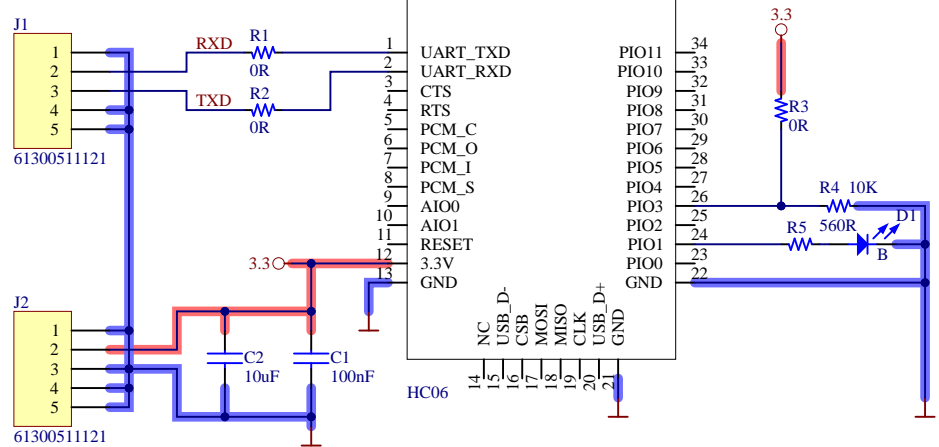 J1
1
2
3
4
5
61300511121
RXD
R1
0R
TXD
R2
0R
1 UART_TXD
2 UART_RXD
3 CTS
4 RTS
5 PCM_C
6 PCM_O
7 PCM_I
8 PCM_S
9 AIO0
10 AIO1
11 RESET
12 3.3V
13 GND
PIO11 34
PIO10 33
PIO9 32
PIO8 31
PIO7 30
PIO6 29
PIO5 28
PIO4 27
PIO3 26
PIO2 25
PIO1 24
PIO0 23
GND 22
NC 14
USB_D- 15
CSB 16
MOSI 17
MISO 18
CLK 19
USB_D+ 20
GND 21
HC06
3.3
R3
0R
R4 10K
560R
R5
D1
B
3.3
C2
10uF
C1
100nF
J2
1
2
3
4
5
61300511121